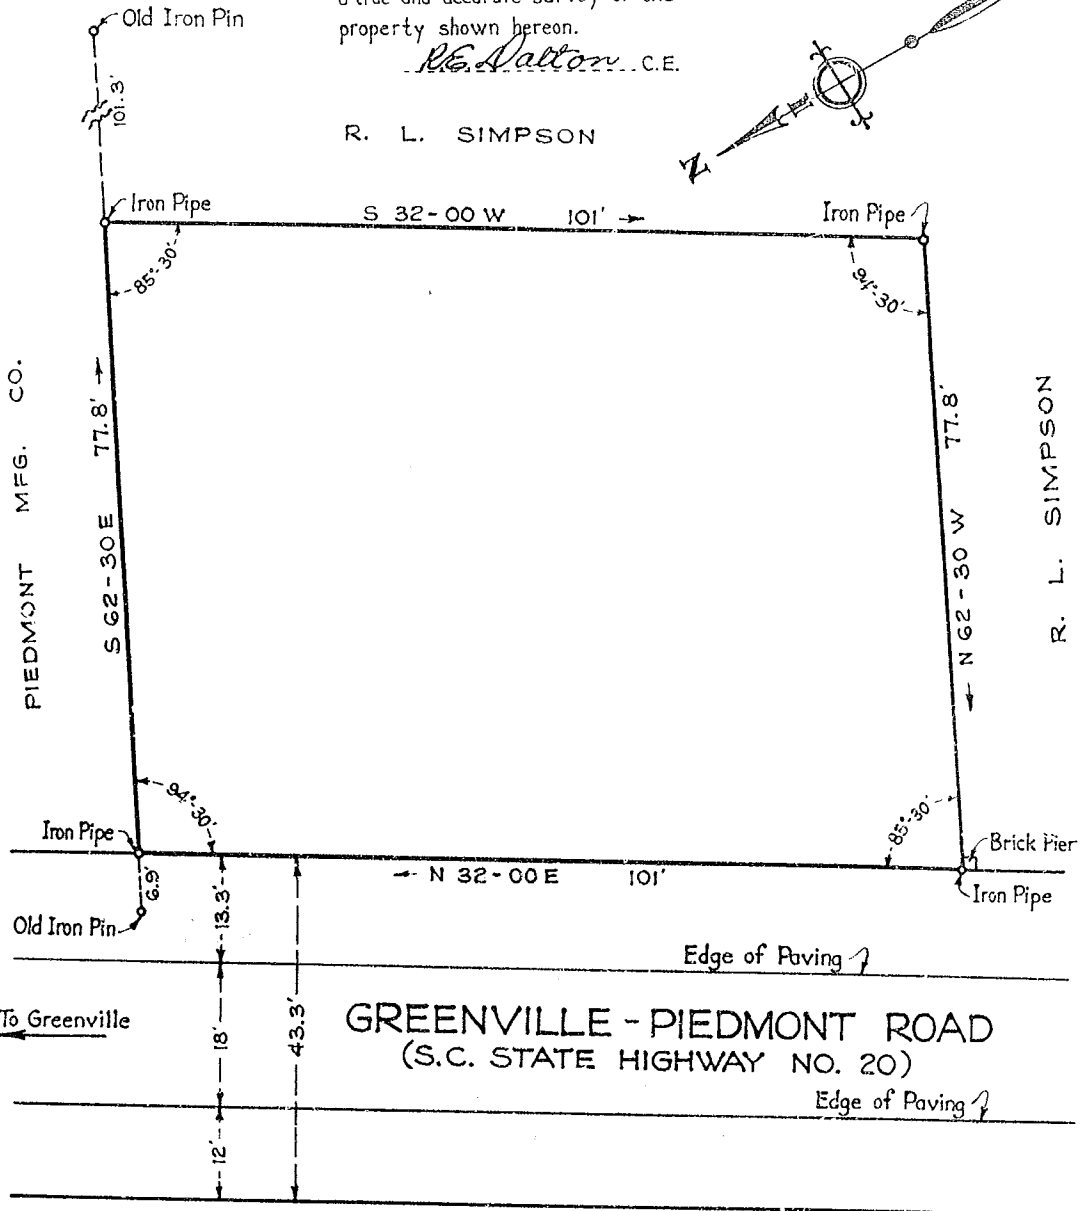 a true and accurate survey of the
property shown hereon.
R.E. Dalton C.E.
Old Iron Pin
101.3'
R. L. SIMPSON
N
Iron Pipe
S 32-00 W 101'
Iron Pipe
85°-30'
94°-30'
PIEDMONT MFG. CO.
S 62-30 E 77.8'
77.8'
N 62-30 W
R. L. SIMPSON
94°-30'
85°-30'
Iron Pipe
Brick Pier
N 32-00 E 101'
Iron Pipe
6.9'
13.3'
Old Iron Pin
Edge of Paving
To Greenville
18'
43.3'
GREENVILLE - PIEDMONT ROAD
(S.C. STATE HIGHWAY NO. 20)
Edge of Paving
12'